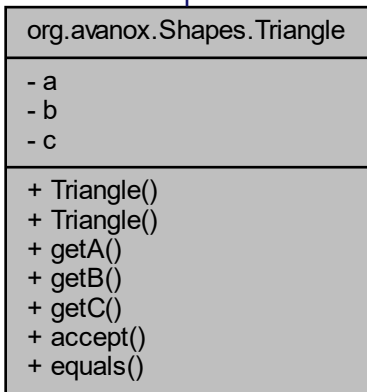 org.avanox.Shapes.Triangle
- a
- b
- c
+ Triangle()
+ Triangle()
+ getA()
+ getB()
+ getC()
+ accept()
+ equals()